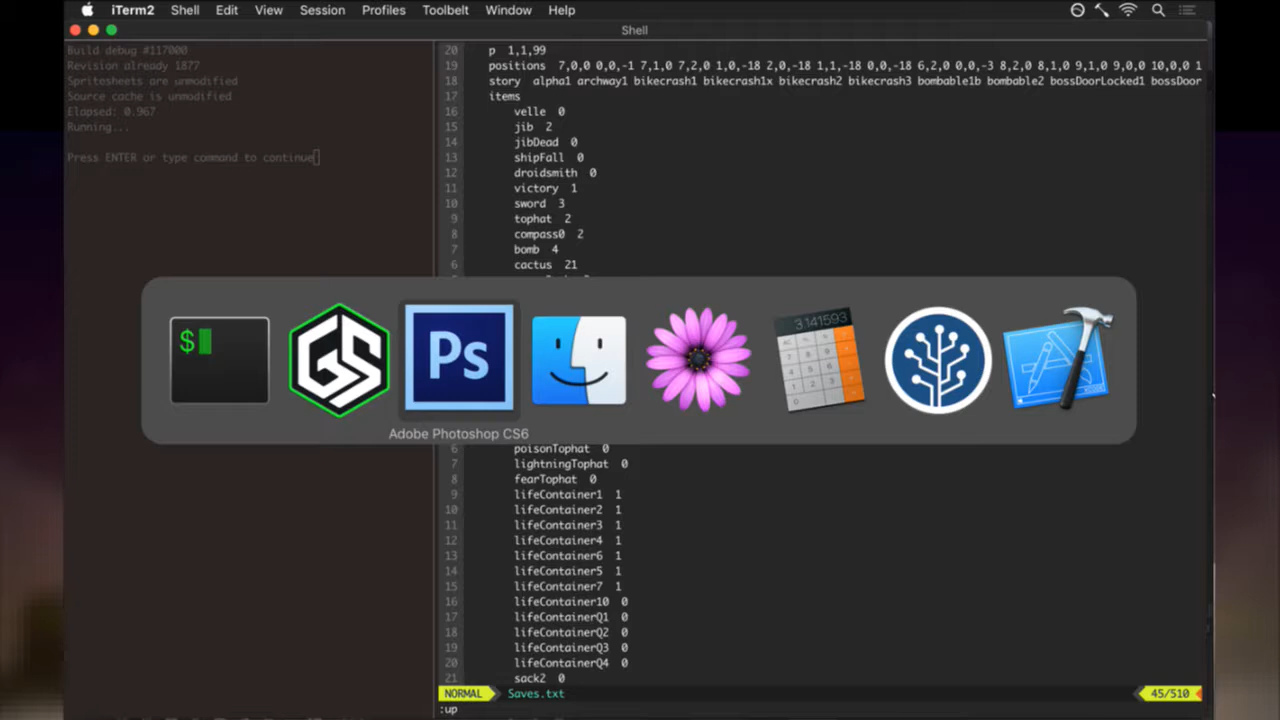 iTerm2 Shell Edit View Session Profiles Toolbelt Window Help
Shell
Build debug #117000
Revision already 1877
Spritesheets are unmodified
Source cache is unmodified
Elapsed: 0.967
Running...
Press ENTER or type command to continue
20 p 1,1,99
19 positions 7,0,0 0,0,-1 7,1,0 7,2,0 1,0,-18 2,0,-18 1,1,-18 0,0,-18 6,2,0 0,0,-3 8,2,0 8,1,0 9,1,0 9,0,0 10,0,0 1
18 story alpha1 archway1 bikecrash1 bikecrash1x bikecrash2 bikecrash3 bombable1b bombable2 bossDoorLocked1 bossDoor
17 items
16 velle 0
15 jib 2
14 jibDead 0
13 shipFall 0
12 droidsmith 0
11 victory 1
10 sword 3
9 tophat 2
8 compass0 2
7 bomb 4
6 cactus 21
$
GS
Ps
3.141593
Adobe Photoshop CS6
6 poisonTophat 0
7 lightningTophat 0
8 fearTophat 0
9 lifeContainer1 1
10 lifeContainer2 1
11 lifeContainer3 1
12 lifeContainer4 1
13 lifeContainer6 1
14 lifeContainer5 1
15 lifeContainer7 1
16 lifeContainer10 0
17 lifeContainerQ1 0
18 lifeContainerQ2 0
19 lifeContainerQ3 0
20 lifeContainerQ4 0
21 sack2 0
NORMAL Saves.txt 45/510
:up